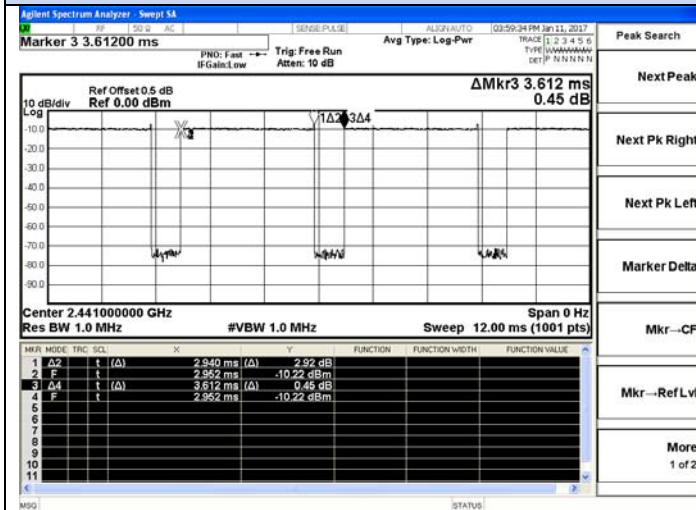 Agilent Spectrum Analyzer - Swept SA
RF 50 Ω AC SENSE:PULSE ALIGNAUTO 03:59:34 PM Jan 11, 2017
Marker 3 3.61200 ms
PNO: Fast
IFGain:Low
Trig: Free Run
Atten: 10 dB
Avg Type: Log-Pwr
TRACE 1 2 3 4 5 6
TYPE WWWWWW
DET P N N N N N
Peak Search
Ref Offset 0.5 dB
10 dB/div Ref 0.00 dBm
ΔMkr3 3.612 ms
0.45 dB
Log
-10.0
-20.0
-30.0
-40.0
-50.0
-60.0
-70.0
-80.0
-90.0
1Δ2 3Δ4
Center 2.441000000 GHz Span 0 Hz
Res BW 1.0 MHz #VBW 1.0 MHz Sweep 12.00 ms (1001 pts)
MKR MODE TRC SCL X Y FUNCTION FUNCTION WIDTH FUNCTION VALUE
1 Δ2 t (Δ) 2.940 ms (Δ) 2.92 dB
2 F t 2.952 ms -10.22 dBm
3 Δ4 t (Δ) 3.612 ms (Δ) 0.45 dB
4 F t 2.952 ms -10.22 dBm
5
6
7
8
9
10
11
MSG STATUS
Next Peak
Next Pk Right
Next Pk Left
Marker Delta
Mkr→CF
Mkr→Ref Lvl
More
1 of 2